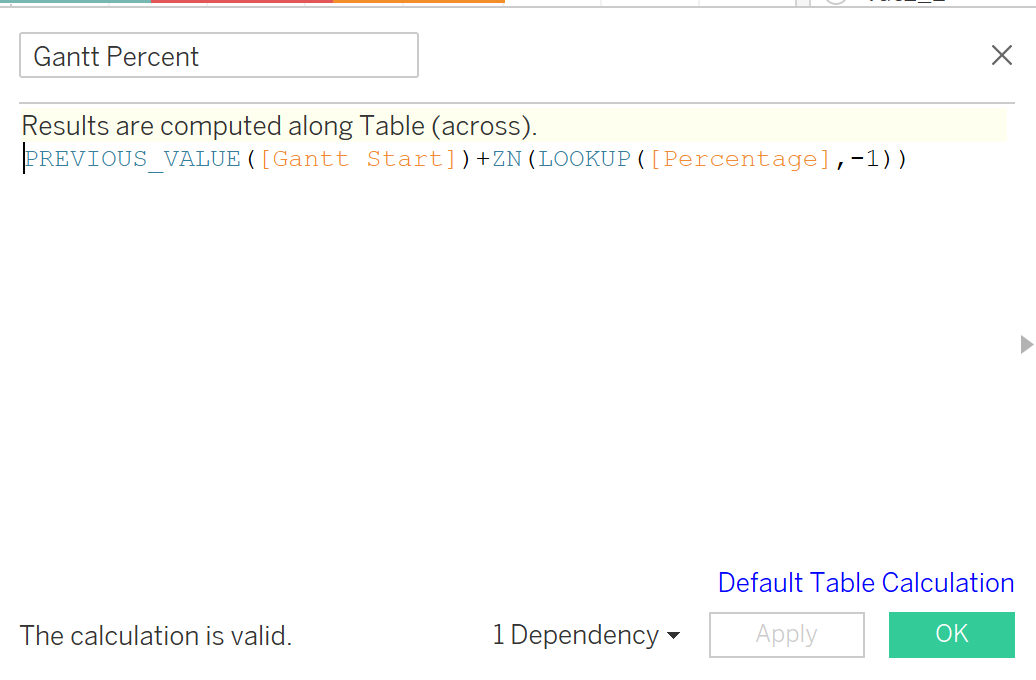 Gantt Percent
Results are computed along Table (across).
PREVIOUS_VALUE([Gantt Start])+ZN(LOOKUP([Percentage],-1))
Default Table Calculation
The calculation is valid.
1 Dependency
Apply
OK